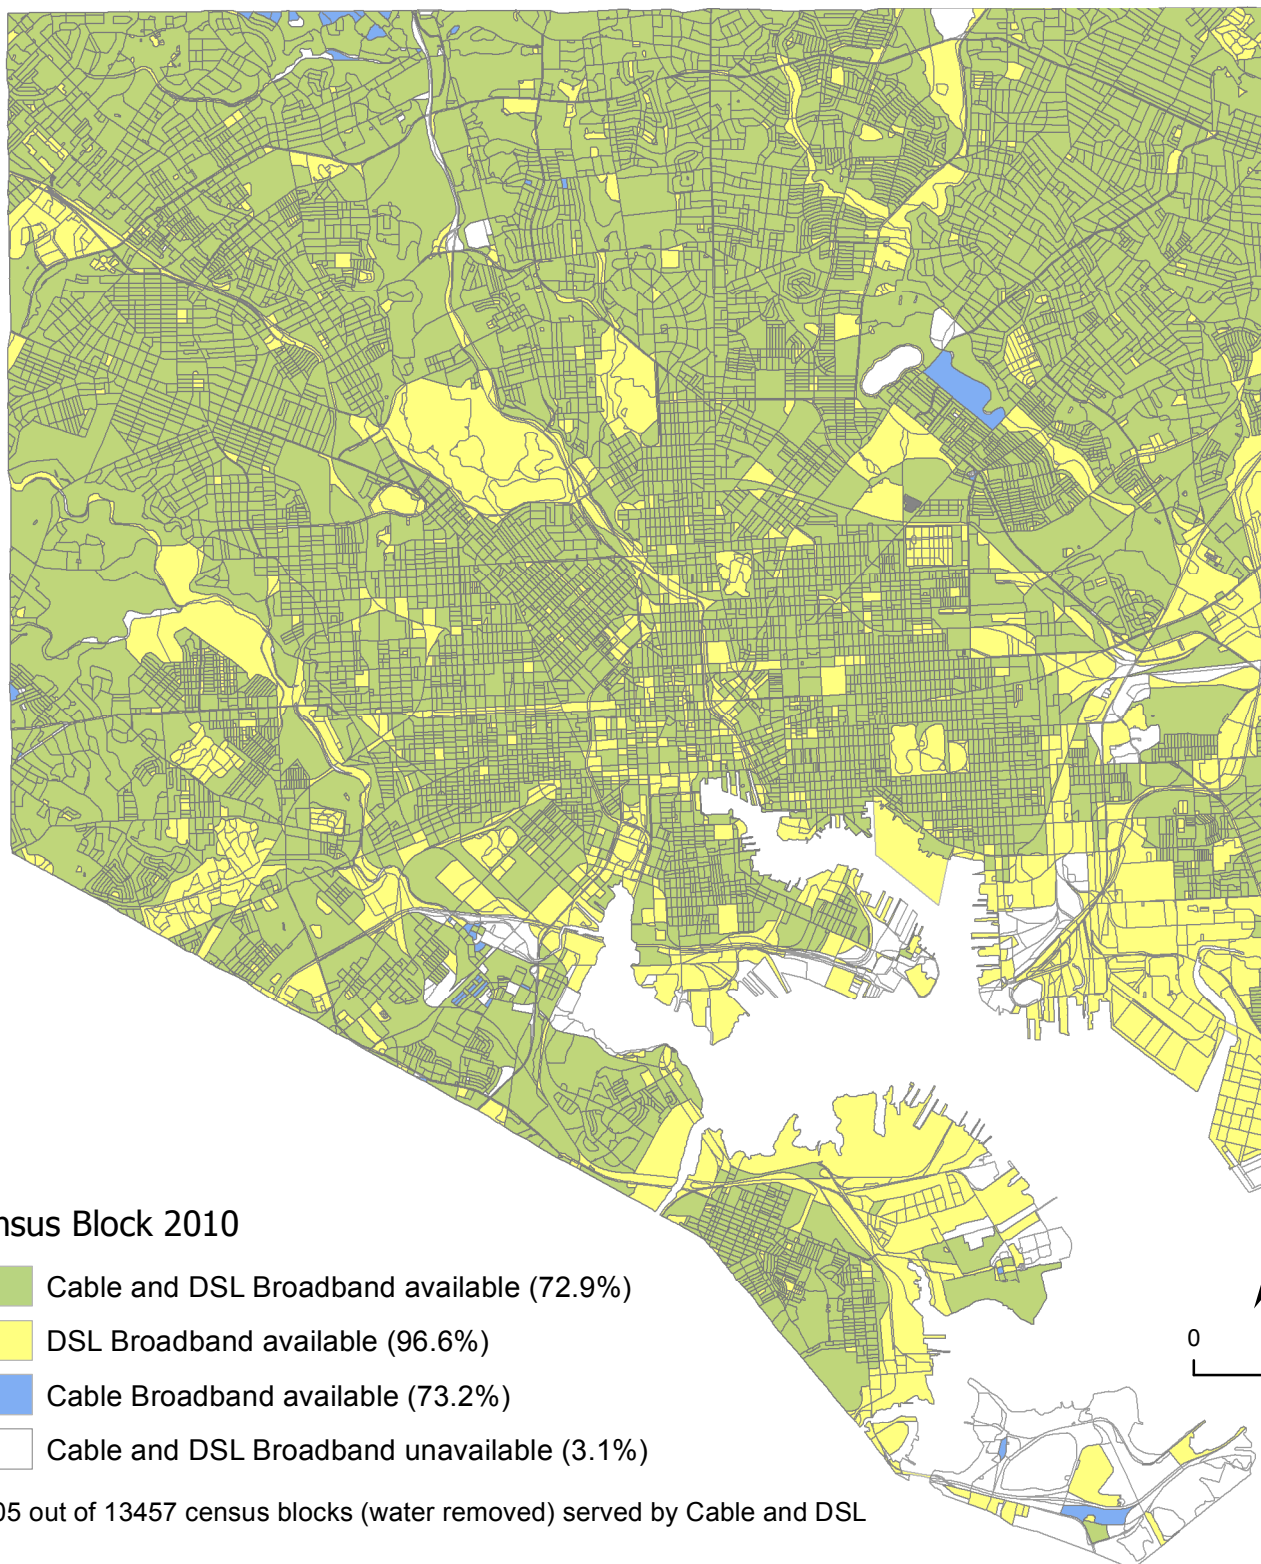 nsus Block 2010
Cable and DSL Broadband available (72.9%)
DSL Broadband available (96.6%)
Cable Broadband available (73.2%)
Cable and DSL Broadband unavailable (3.1%)
05 out of 13457 census blocks (water removed) served by Cable and DSL
0